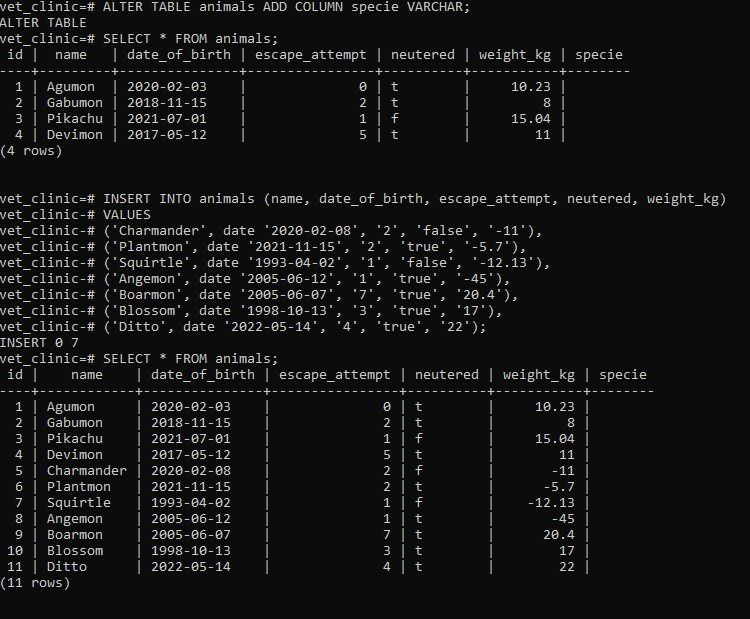 vet_clinic=# ALTER TABLE animals ADD COLUMN specie VARCHAR;
ALTER TABLE
vet_clinic=# SELECT * FROM animals;
 id |  name   | date_of_birth | escape_attempt | neutered | weight_kg | specie
----+---------+---------------+----------------+----------+-----------+--------
  1 | Agumon  | 2020-02-03    |              0 | t        |     10.23 |
  2 | Gabumon | 2018-11-15    |              2 | t        |         8 |
  3 | Pikachu | 2021-07-01    |              1 | f        |     15.04 |
  4 | Devimon | 2017-05-12    |              5 | t        |        11 |
(4 rows)
vet_clinic=# INSERT INTO animals (name, date_of_birth, escape_attempt, neutered, weight_kg)
vet_clinic-# VALUES
vet_clinic-# ('Charmander', date '2020-02-08', '2', 'false', '-11'),
vet_clinic-# ('Plantmon', date '2021-11-15', '2', 'true', '-5.7'),
vet_clinic-# ('Squirtle', date '1993-04-02', '1', 'false', '-12.13'),
vet_clinic-# ('Angemon', date '2005-06-12', '1', 'true', '-45'),
vet_clinic-# ('Boarmon', date '2005-06-07', '7', 'true', '20.4'),
vet_clinic-# ('Blossom', date '1998-10-13', '3', 'true', '17'),
vet_clinic-# ('Ditto', date '2022-05-14', '4', 'true', '22');
INSERT 0 7
vet_clinic=# SELECT * FROM animals;
 id |    name    | date_of_birth | escape_attempt | neutered | weight_kg | specie
----+------------+---------------+----------------+----------+-----------+--------
  1 | Agumon     | 2020-02-03    |              0 | t        |     10.23 |
  2 | Gabumon    | 2018-11-15    |              2 | t        |         8 |
  3 | Pikachu    | 2021-07-01    |              1 | f        |     15.04 |
  4 | Devimon    | 2017-05-12    |              5 | t        |        11 |
  5 | Charmander | 2020-02-08    |              2 | f        |       -11 |
  6 | Plantmon   | 2021-11-15    |              2 | t        |      -5.7 |
  7 | Squirtle   | 1993-04-02    |              1 | f        |    -12.13 |
  8 | Angemon    | 2005-06-12    |              1 | t        |       -45 |
  9 | Boarmon    | 2005-06-07    |              7 | t        |      20.4 |
 10 | Blossom    | 1998-10-13    |              3 | t        |        17 |
 11 | Ditto      | 2022-05-14    |              4 | t        |        22 |
(11 rows)